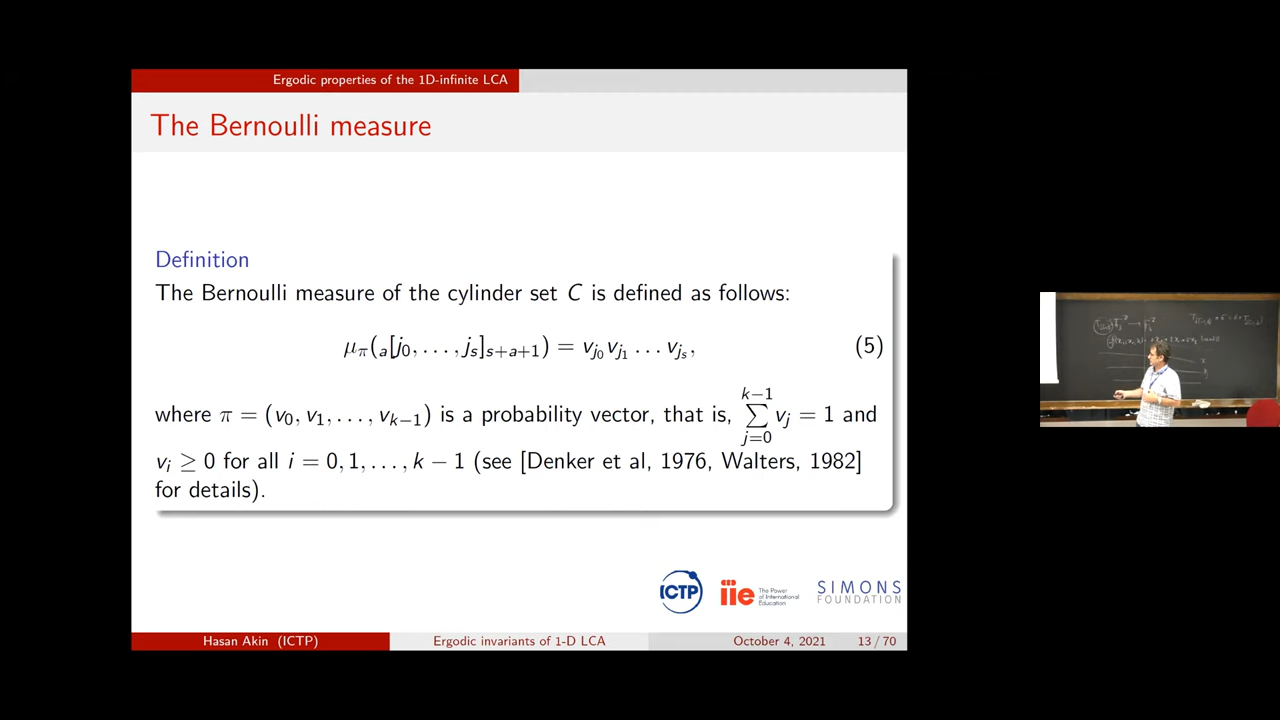 Ergodic properties of the 1D-infinite LCA
The Bernoulli measure
Definition
The Bernoulli measure of the cylinder set C is defined as follows:
μ_π(_a[j_0, . . . , j_s]_{s+a+1}) = v_{j_0} v_{j_1} . . . v_{j_s}, (5)
where π = (v_0, v_1, . . . , v_{k−1}) is a probability vector, that is, ∑_{j=0}^{k−1} v_j = 1 and
v_i ≥ 0 for all i = 0, 1, . . . , k − 1 (see [Denker et al, 1976, Walters, 1982]
for details).
ICTP
iie The Power of International Education
SIMONS FOUNDATION
Hasan Akin (ICTP) Ergodic invariants of 1-D LCA October 4, 2021 13 / 70